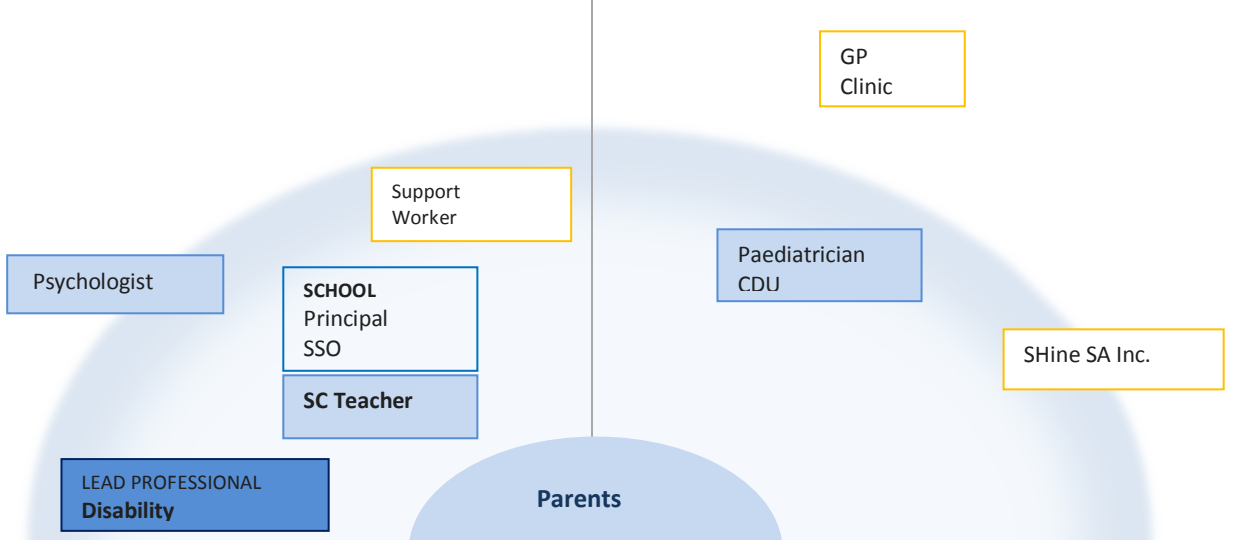 GP
Clinic
Support
Worker
Psychologist
SCHOOL
Principal
SSO
SC Teacher
Paediatrician
CDU
SHine SA Inc.
LEAD PROFESSIONAL
Disability
Parents